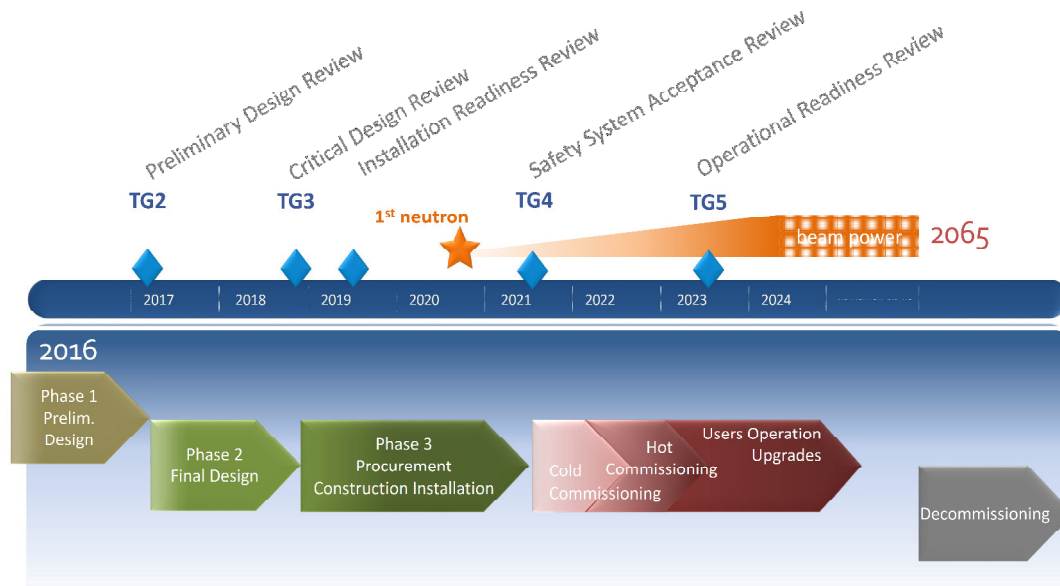 Preliminary Design Review
Critical Design Review
Installation Readiness Review
Safety System Acceptance Review
Operational Readiness Review
TG2
TG3
1st neutron
TG4
TG5
beam power
2065
2017
2018
2019
2020
2021
2022
2023
2024
2016
Phase 1
Prelim.
Design
Phase 2
Final Design
Phase 3
Procurement
Construction Installation
Cold
Commissioning
Hot
Commissioning
Users Operation
Upgrades
Decommissioning